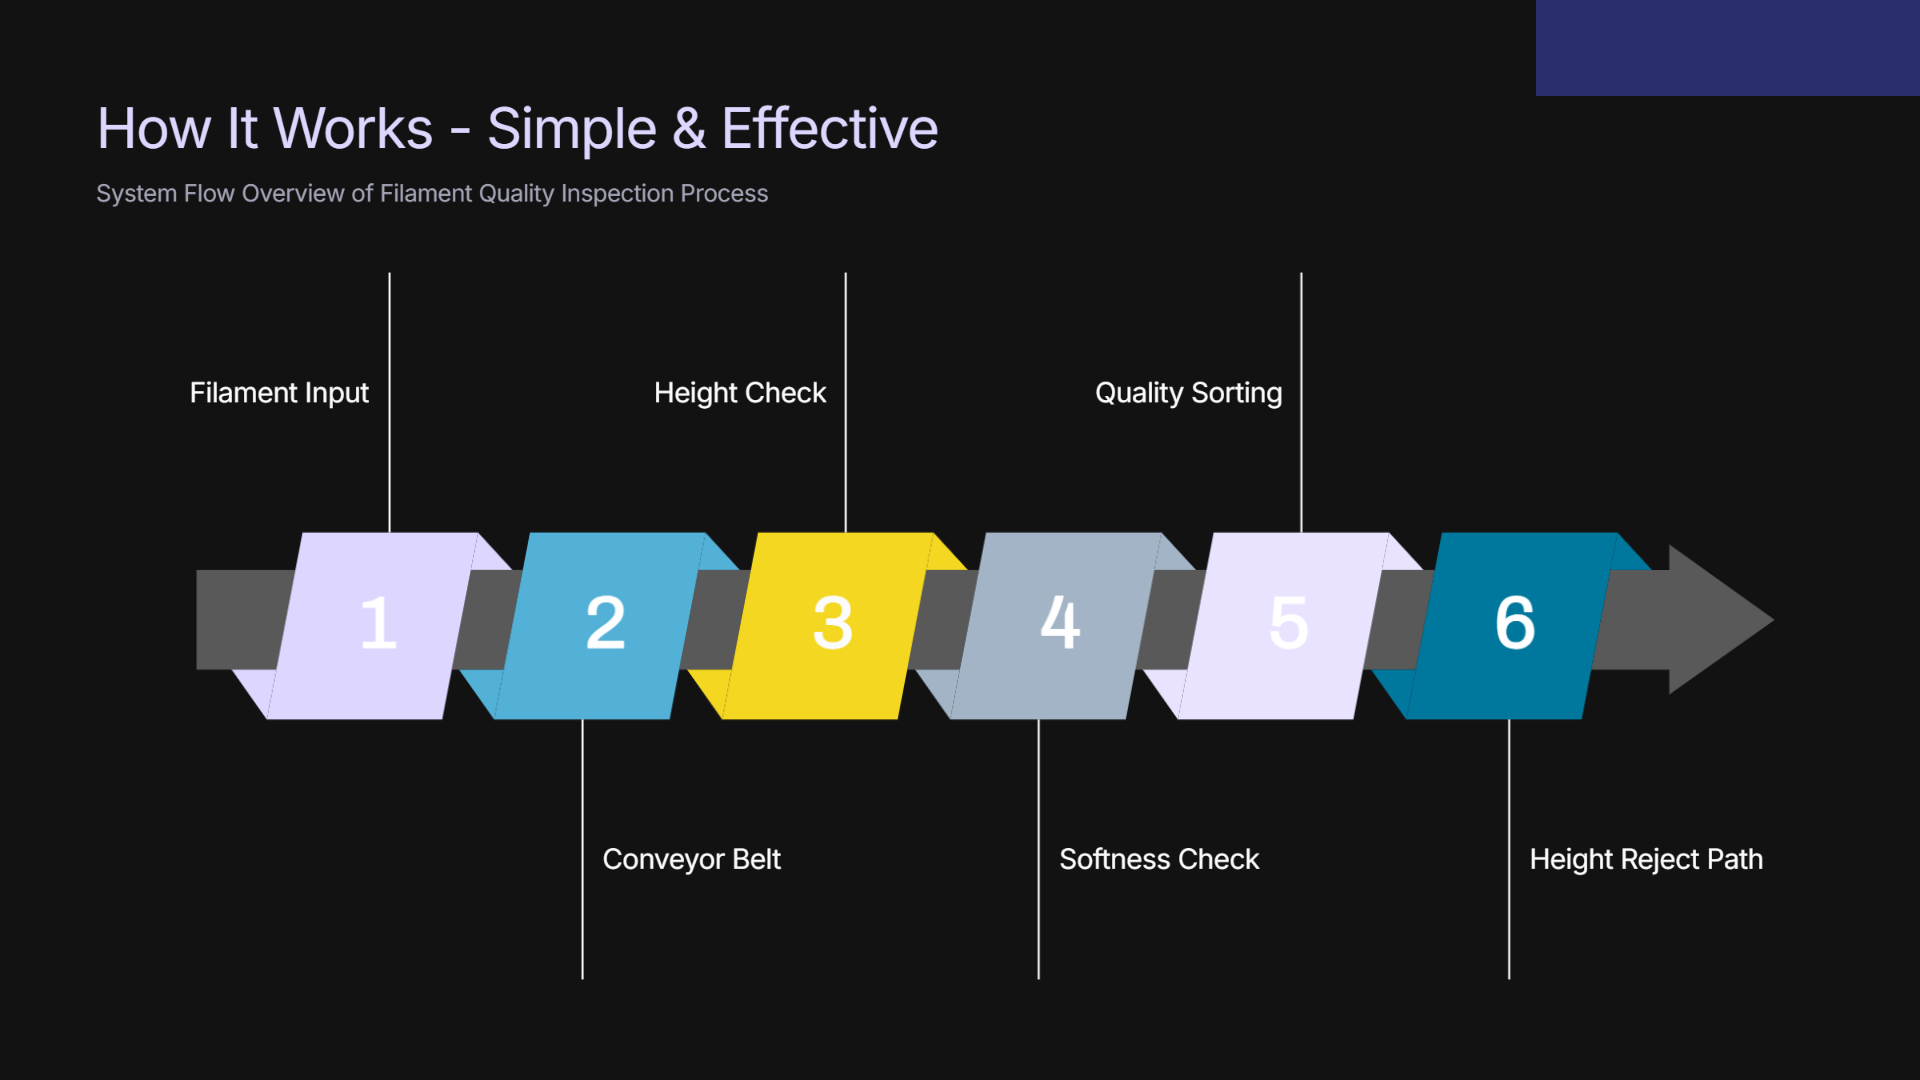 How It Works - Simple & Effective
System Flow Overview of Filament Quality Inspection Process
Filament Input
Height Check
Quality Sorting
1
2
3
4
5
6
Conveyor Belt
Softness Check
Height Reject Path